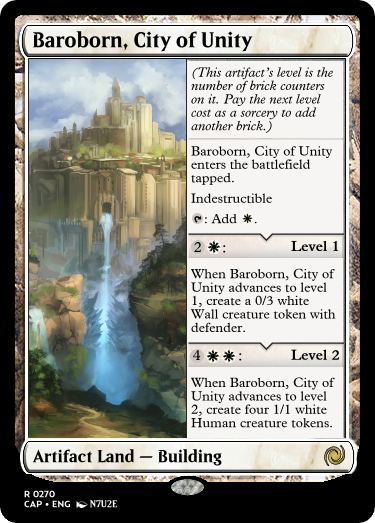 Baroborn, City of Unity
(This artifact's level is the
number of brick counters
on it. Pay the next level
cost as a sorcery to add
another brick.)
Baroborn, City of Unity
enters the battlefield
tapped.
Indestructible
: Add .
2 : Level 1
When Baroborn, City of
Unity advances to level
1, create a 0/3 white
Wall creature token with
defender.
4 : Level 2
When Baroborn, City of
Unity advances to level
2, create four 1/1 white
Human creature tokens.
Artifact Land — Building
R 0270
CAP • ENG N7U2E